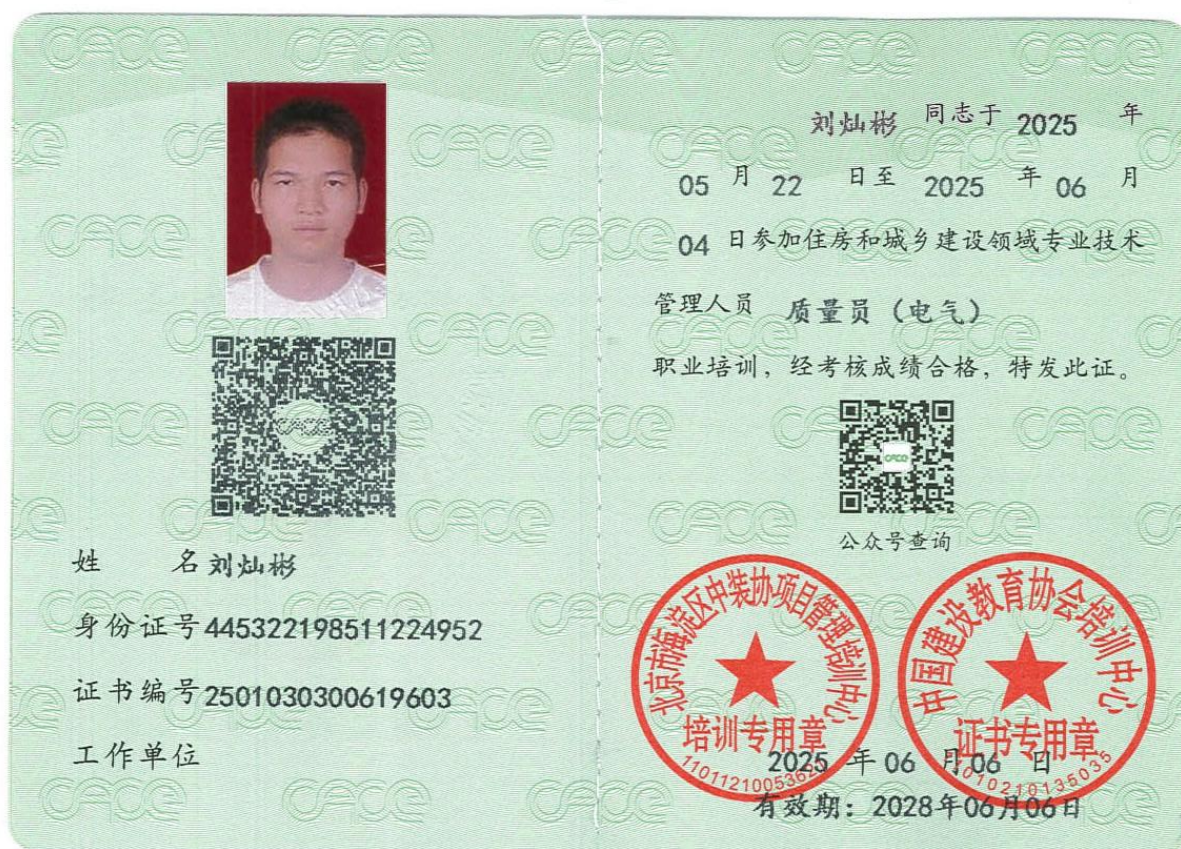 姓 名 刘灿彬
身份证号 445322198511224952
证书编号 2501030300619603
工作单位
刘灿彬 同志于 2025 年
05 月 22 日至 2025 年 06 月
04 日参加住房和城乡建设领域专业技术
管理人员 质量员（电气）
职业培训，经考核成绩合格，特发此证。
CACE
公众号查询
北京市海淀区中装协项目管理培训中心
培训专用章
中国建设教育协会培训中心
证书专用章
2025 年 06 月 06 日
有效期：2028年06月06日